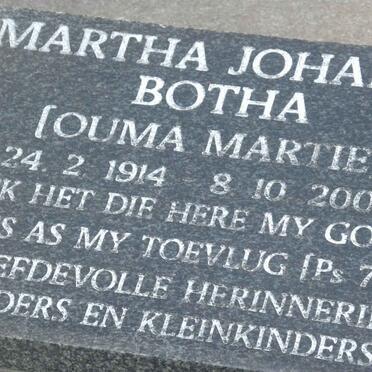 MARTHA JOHA
BOTHA
[OUMA MARTIE
24. 2. 1914 8. 10 200
K HET DIE HERE MY GO
S AS MY TOEVLUG [Ps 7
EFDEVOLLE HERINNERI
DERS EN KLEINKINDERS